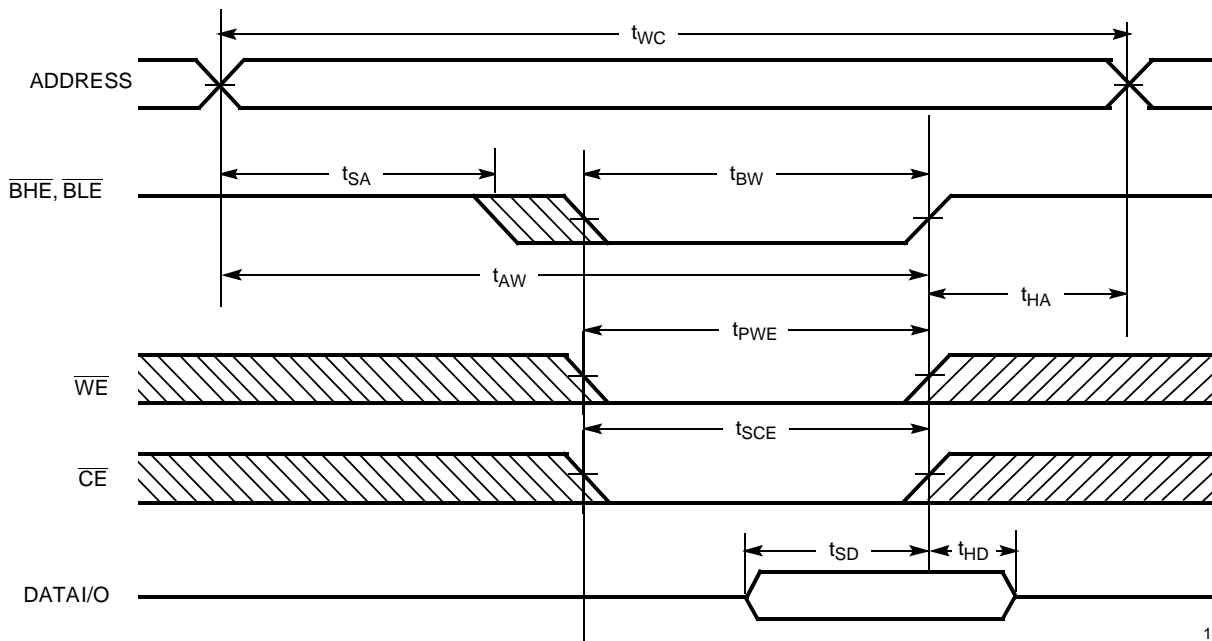 tWC
ADDRESS
tSA
tBW
BHE, BLE
tAW
tHA
tPWE
WE
tSCE
CE
tSD
tHD
DATAI/O
1